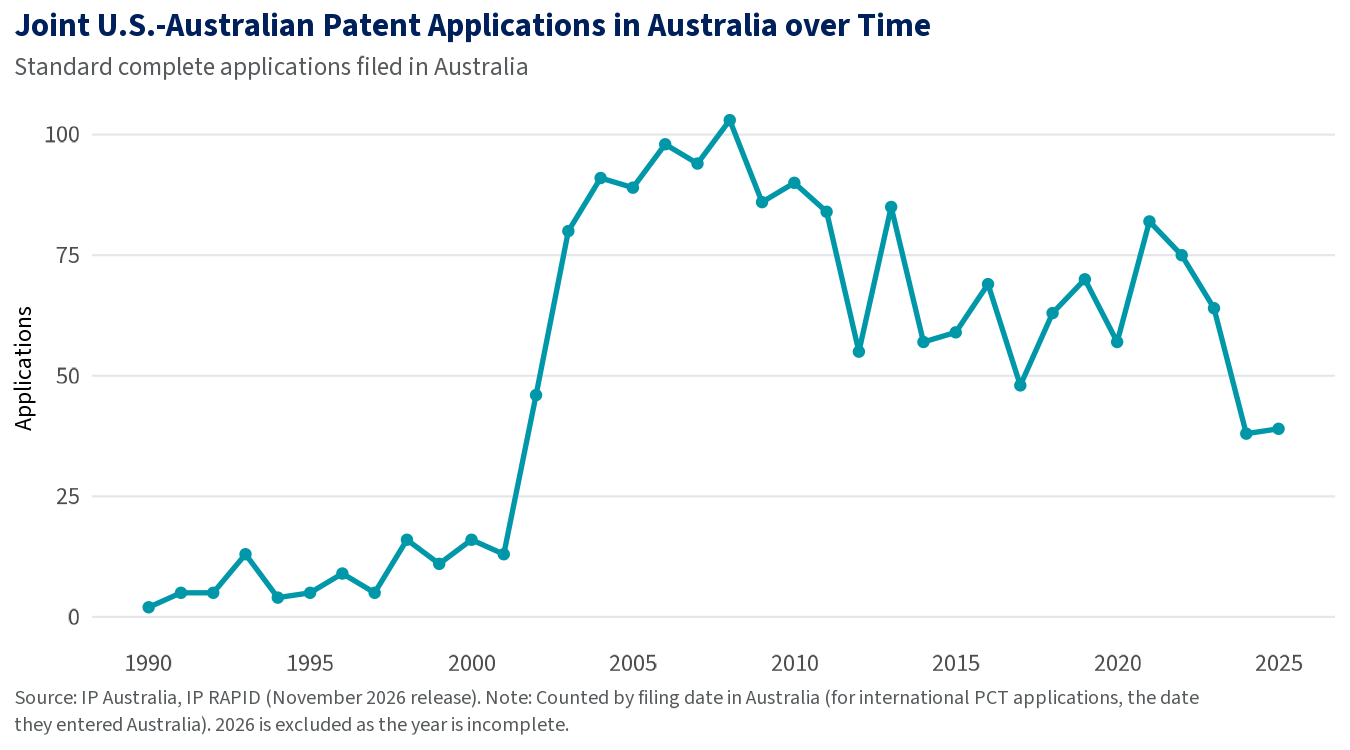 Joint U.S.-Australian Patent Applications in Australia over Time
Standard complete applications filed in Australia
Applications
100
75
50
25
0
1990 1995 2000 2005 2010 2015 2020 2025
Source: IP Australia, IP RAPID (November 2026 release). Note: Counted by filing date in Australia (for international PCT applications, the date
they entered Australia). 2026 is excluded as the year is incomplete.